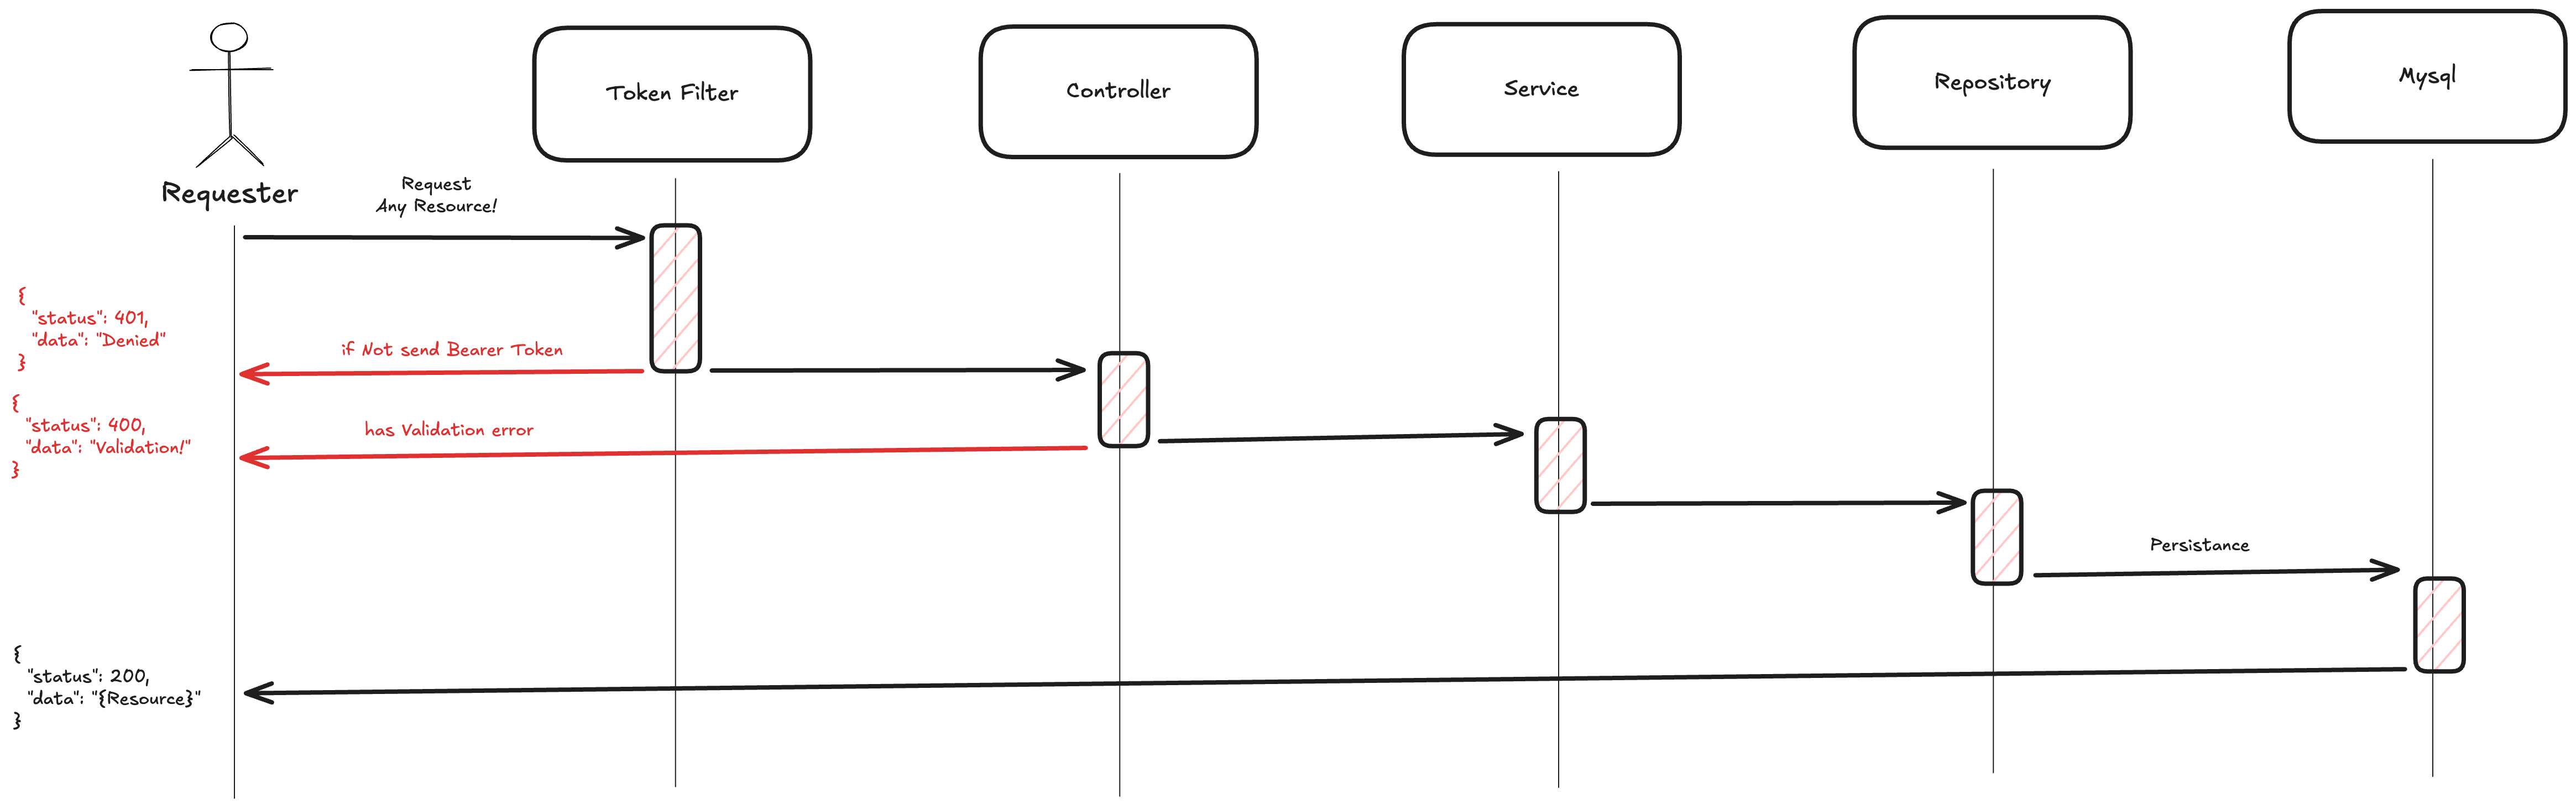 Token Filter
Controller
Service
Repository
Mysql
Requester
Request
Any Resource!
{
"status": 401,
"data": "Denied"
}
if Not send Bearer Token
{
"status": 400,
"data": "Validation!"
}
has Validation error
Persistance
{
"status": 200,
"data": "{Resource}"
}